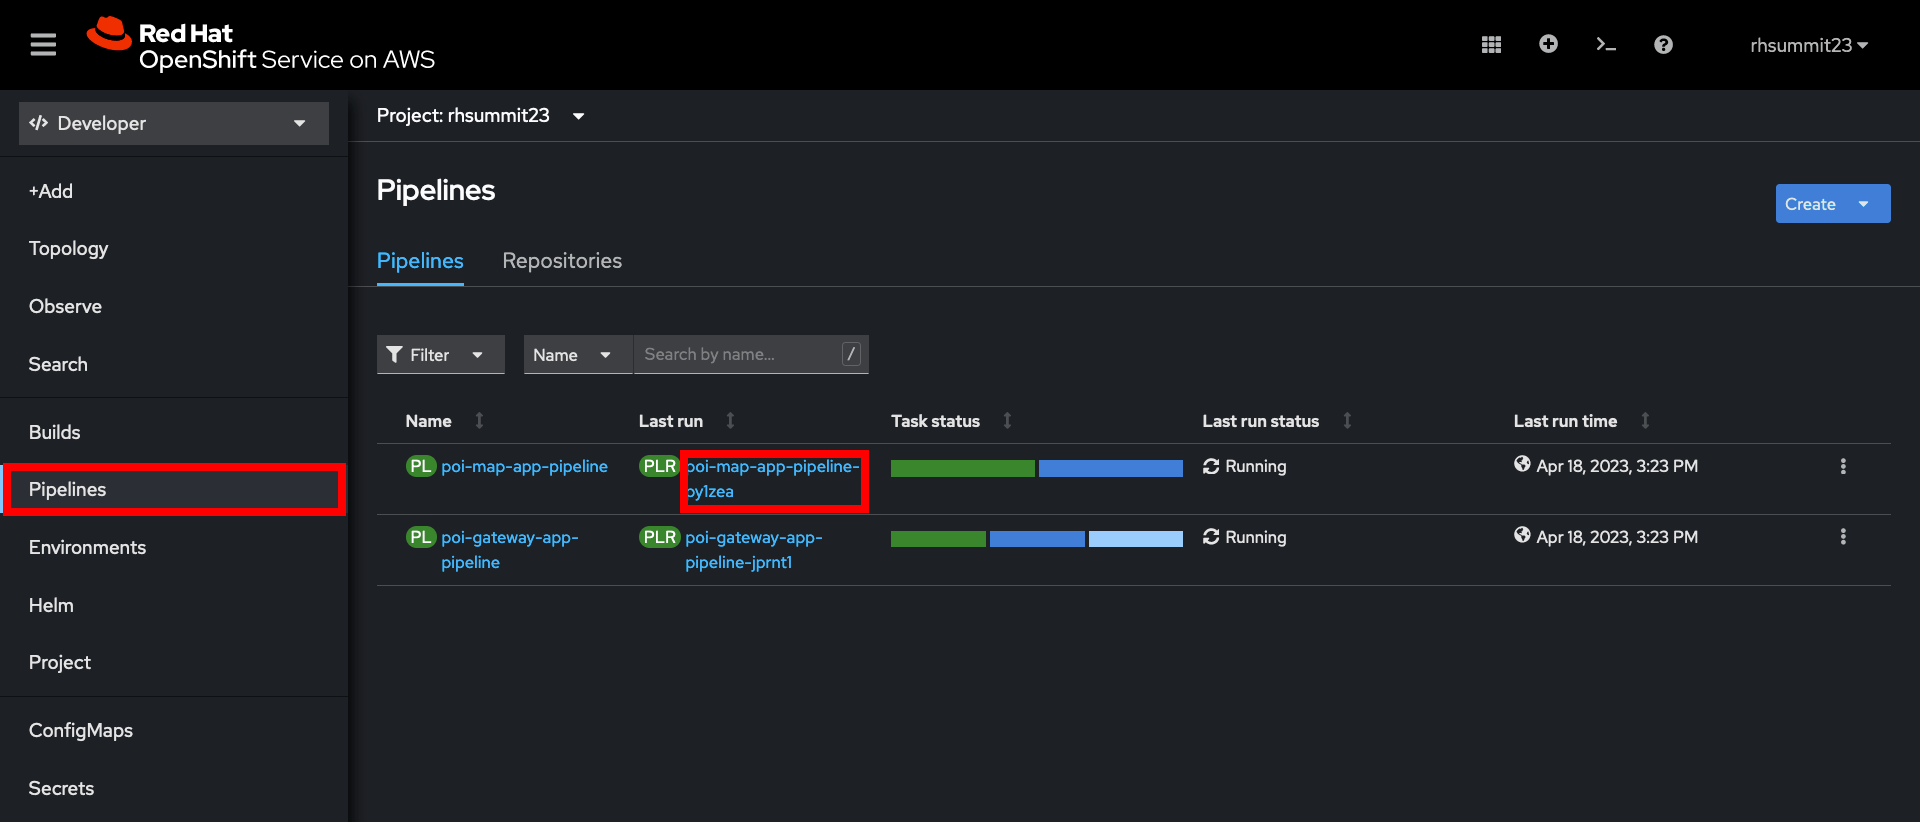 Red Hat
OpenShift Service on AWS
rhsummit23
Developer
Project: rhsummit23
+Add
Topology
Observe
Search
Builds
Pipelines
Environments
Helm
Project
ConfigMaps
Secrets
Pipelines
Create
Pipelines Repositories
Filter Name Search by name... /
Name Last run Task status Last run status Last run time
PL poi-map-app-pipeline PLR poi-map-app-pipeline- Running Apr 18, 2023, 3:23 PM
PL poi-gateway-app- PLR poi-gateway-app- Running Apr 18, 2023, 3:23 PM
pipeline pipeline-jprnt1